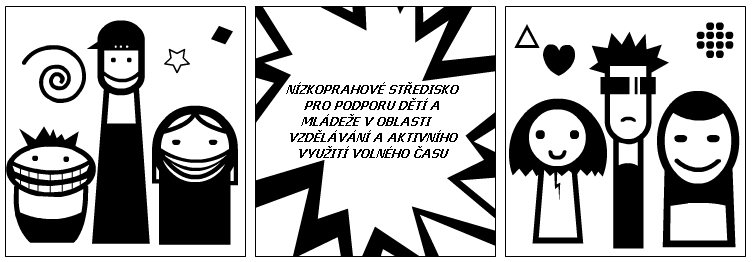 NÍZKOPRAHOVÉ STŘEDISKO
PRO PODPORU DĚTÍ A
MLÁDEŽE V OBLASTI
VZDĚLÁVÁNÍ A AKTIVNÍHO
VYUŽITÍ VOLNÉHO ČASU